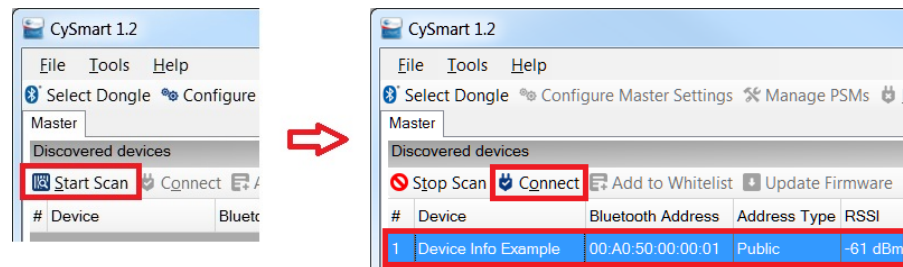 CySmart 1.2
File Tools Help
Select Dongle Configure
Master
Discovered devices
Start Scan Connect
# Device
CySmart 1.2
File Tools Help
Select Dongle Configure Master Settings Manage PSMs
Master
Discovered devices
Stop Scan Connect Add to Whitelist Update Firmware
# Device Bluetooth Address Address Type RSSI
1 Device Info Example 00:A0:50:00:00:01 Public -61 dBm